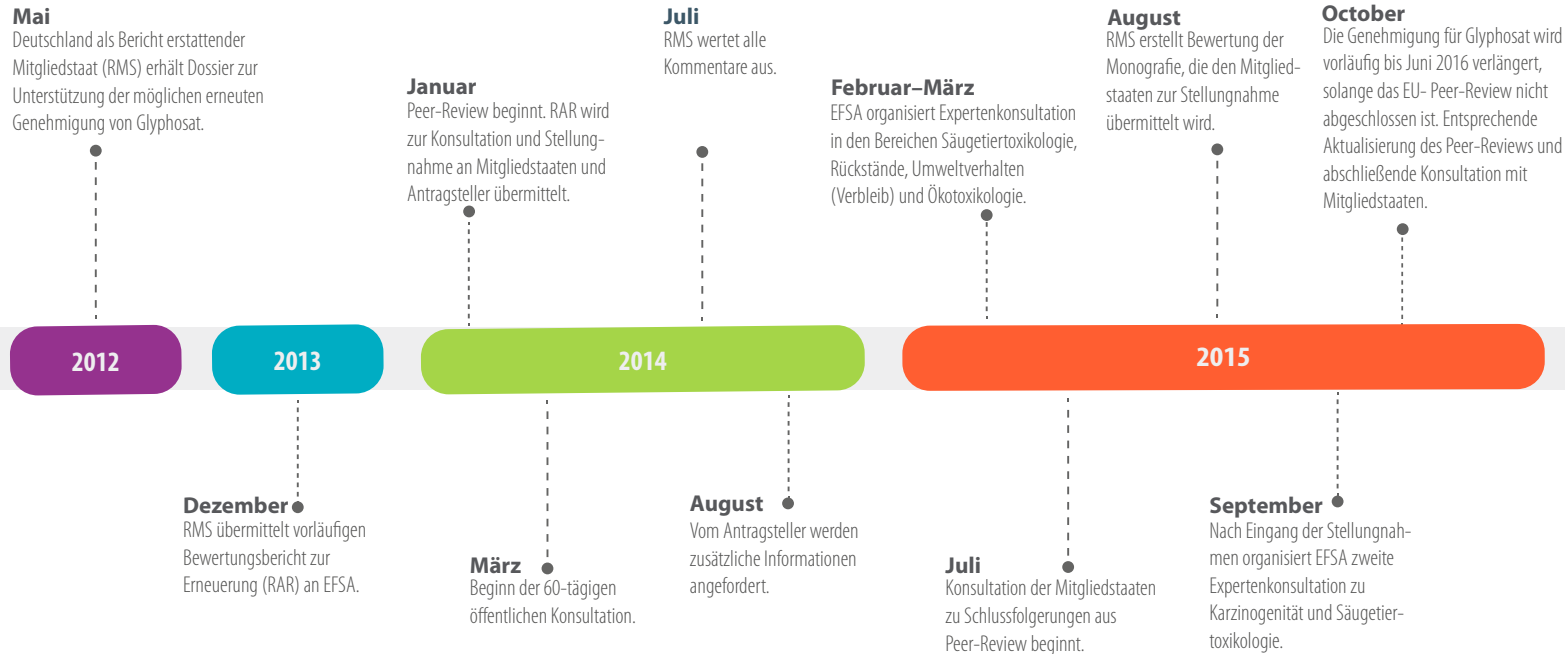 Mai
Deutschland als Bericht erstattender
Mitgliedstaat (RMS) erhält Dossier zur
Unterstützung der möglichen erneuten
Genehmigung von Glyphosat.
Januar
Peer-Review beginnt. RAR wird
zur Konsultation und Stellung-
nahme an Mitgliedstaaten und
Antragsteller übermittelt.
Juli
RMS wertet alle
Kommentare aus.
Februar–März
EFSA organisiert Expertenkonsultation
in den Bereichen Säugetiertoxikologie,
Rückstände, Umweltverhalten
(Verbleib) und Ökotoxikologie.
August
RMS erstellt Bewertung der
Monografie, die den Mitglied-
staaten zur Stellungnahme
übermittelt wird.
October
Die Genehmigung für Glyphosat wird
vorläufig bis Juni 2016 verlängert,
solange das EU- Peer-Review nicht
abgeschlossen ist. Entsprechende
Aktualisierung des Peer-Reviews und
abschließende Konsultation mit
Mitgliedstaaten.
2012
2013
2014
2015
Dezember
RMS übermittelt vorläufigen
Bewertungsbericht zur
Erneuerung (RAR) an EFSA.
März
Beginn der 60-tägigen
öffentlichen Konsultation.
August
Vom Antragsteller werden
zusätzliche Informationen
angefordert.
Juli
Konsultation der Mitgliedstaaten
zu Schlussfolgerungen aus
Peer-Review beginnt.
September
Nach Eingang der Stellungnah-
men organisiert EFSA zweite
Expertenkonsultation zu
Karzinogenität und Säugetier-
toxikologie.